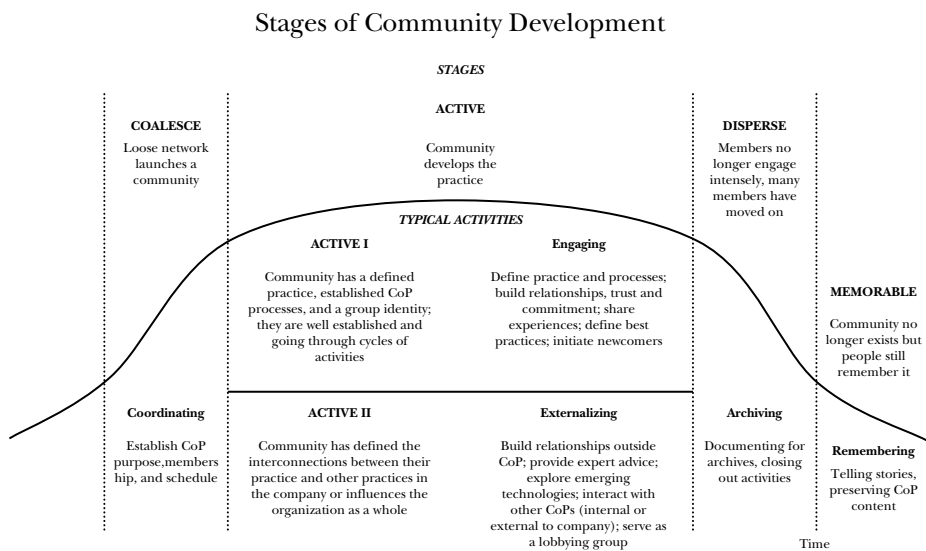 Stages of Community Development
STAGES
COALESCE
Loose network
launches a
community
ACTIVE
Community
develops the
practice
DISPERSE
Members no
longer engage
intensely, many
members have
moved on
TYPICAL ACTIVITIES
ACTIVE I
Community has a defined
practice, established CoP
processes, and a group identity;
they are well established and
going through cycles of
activities
Engaging
Define practice and processes;
build relationships, trust and
commitment; share
experiences; define best
practices; initiate newcomers
MEMORABLE
Community no
longer exists but
people still
remember it
Coordinating
Establish CoP
purpose,members
hip, and schedule
ACTIVE II
Community has defined the
interconnections between their
practice and other practices in
the company or influences the
organization as a whole
Externalizing
Build relationships outside
CoP; provide expert advice;
explore emerging
technologies; interact with
other CoPs (internal or
external to company); serve as
a lobbying group
Archiving
Documenting for
archives, closing
out activities
Remembering
Telling stories,
preserving CoP
content
Time